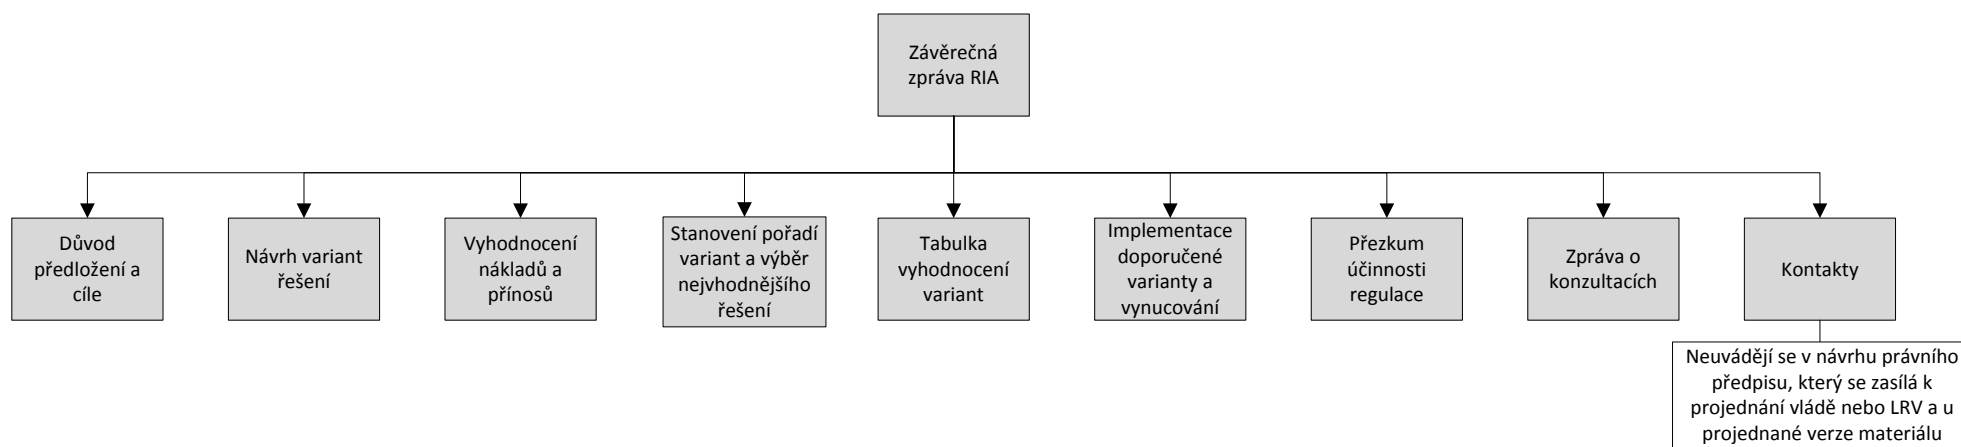 Závěrečná
zpráva RIA
Důvod
předložení a
cíle
Návrh variant
řešení
Vyhodnocení
nákladů a
přínosů
Stanovení pořadí
variant a výběr
nejvhodnějšího
řešení
Tabulka
vyhodnocení
variant
Implementace
doporučené
varianty a
vynucování
Přezkum
účinnosti
regulace
Zpráva o
konzultacích
Kontakty
Neuvádějí se v návrhu právního
předpisu, který se zasílá k
projednání vládě nebo LRV a u
projednané verze materiálu